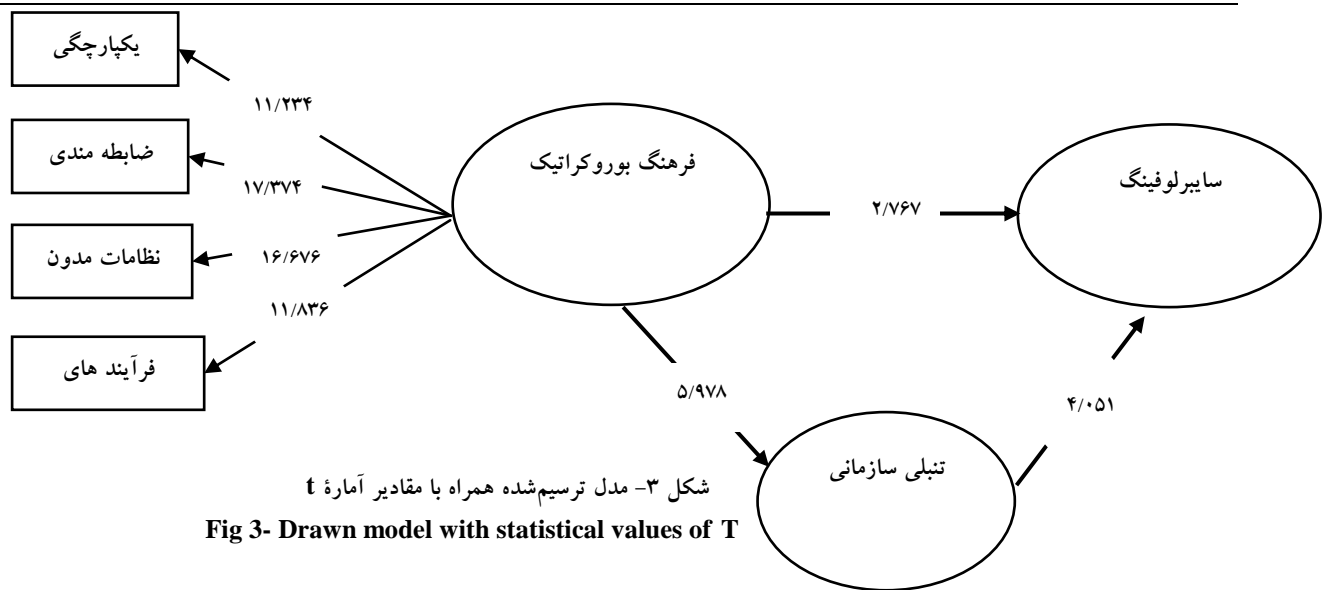 یکپارچگی
۱۱/۲۳۴
ضابطه مندی
فرهنگ بوروکراتیک
سایبرلوفینگ
۱۷/۳۷۴
۲/۷۶۷
نظامات مدون
۱۶/۶۷۶
۱۱/۸۳۶
فرآیند های
۵/۹۷۸
۴/۰۵۱
تنبلی سازمانی
شکل ۳- مدل ترسیم‌شده همراه با مقادیر آمارۀ t
Fig 3- Drawn model with statistical values of T